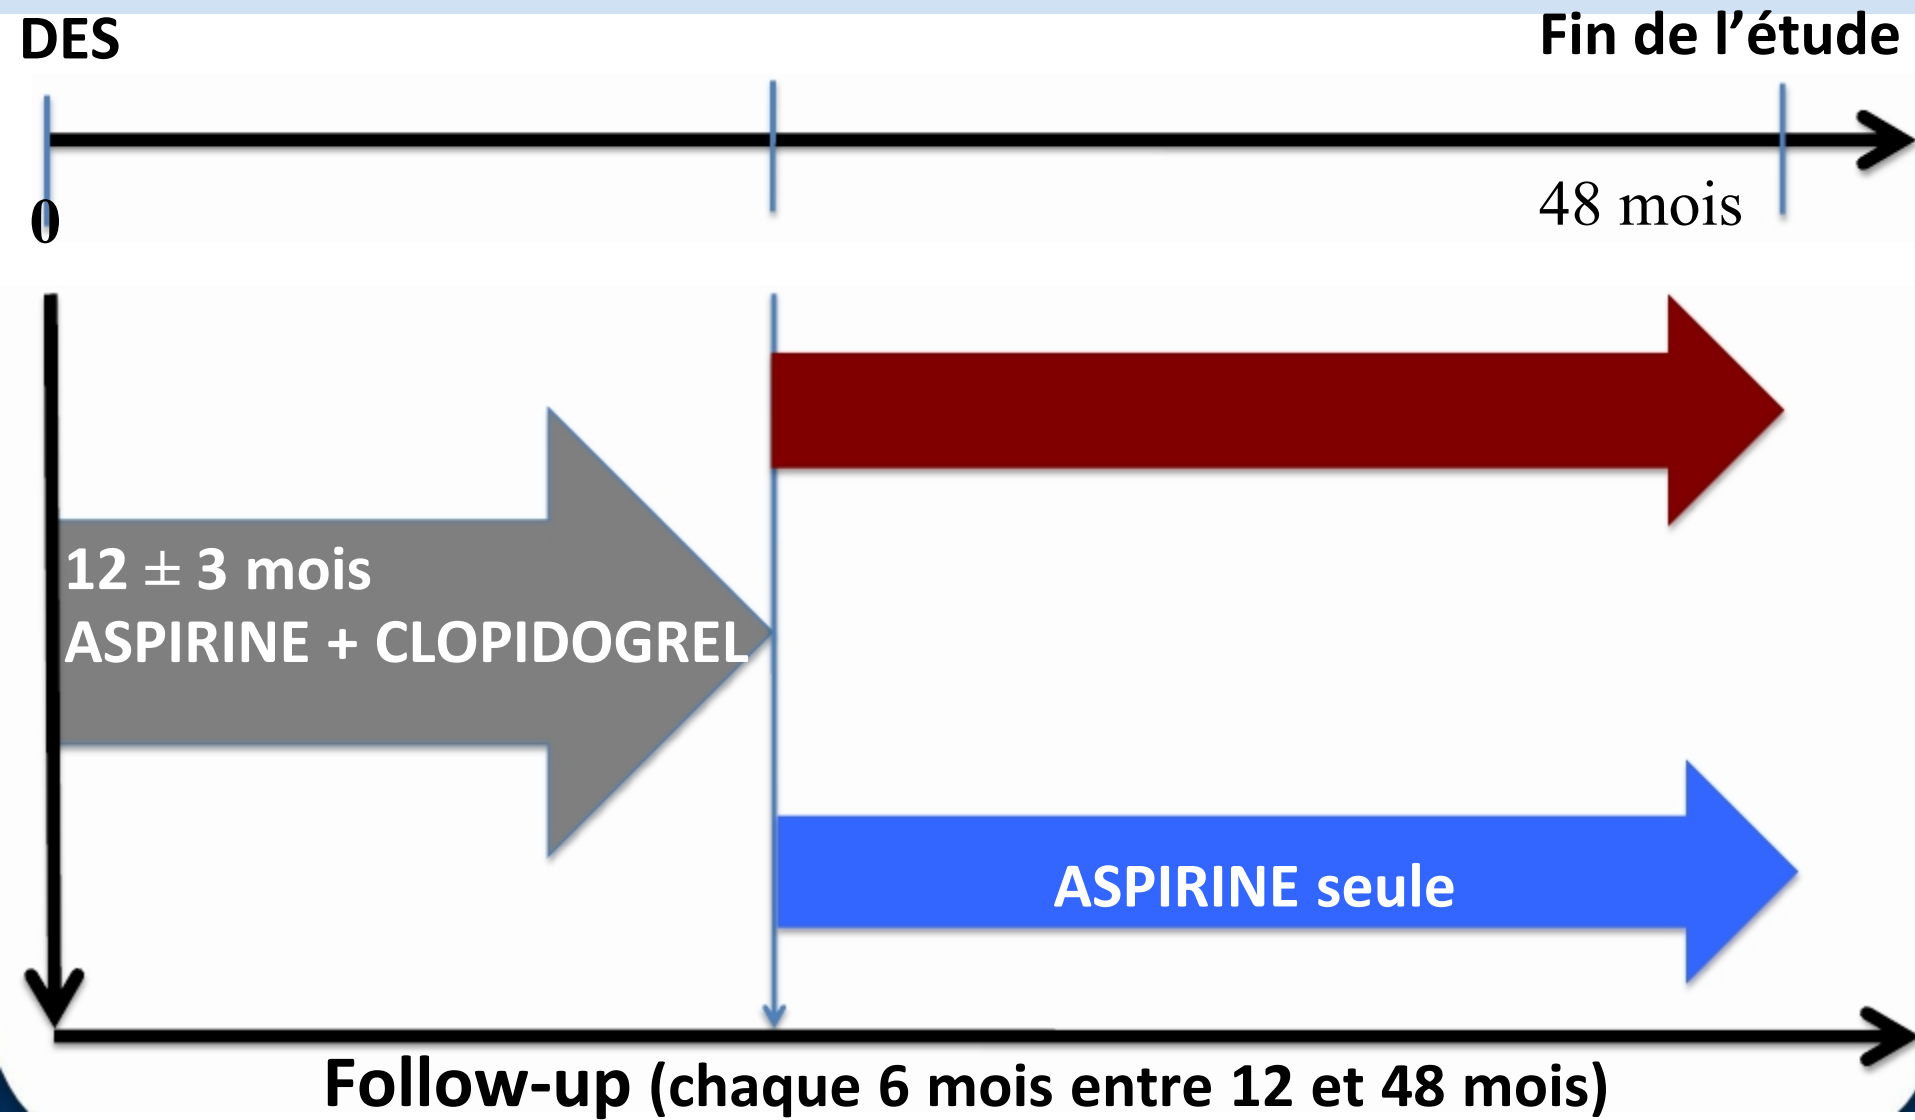 DES
Fin de l’étude
0
48 mois
12 ± 3 mois
ASPIRINE + CLOPIDOGREL
ASPIRINE seule
Follow-up (chaque 6 mois entre 12 et 48 mois)